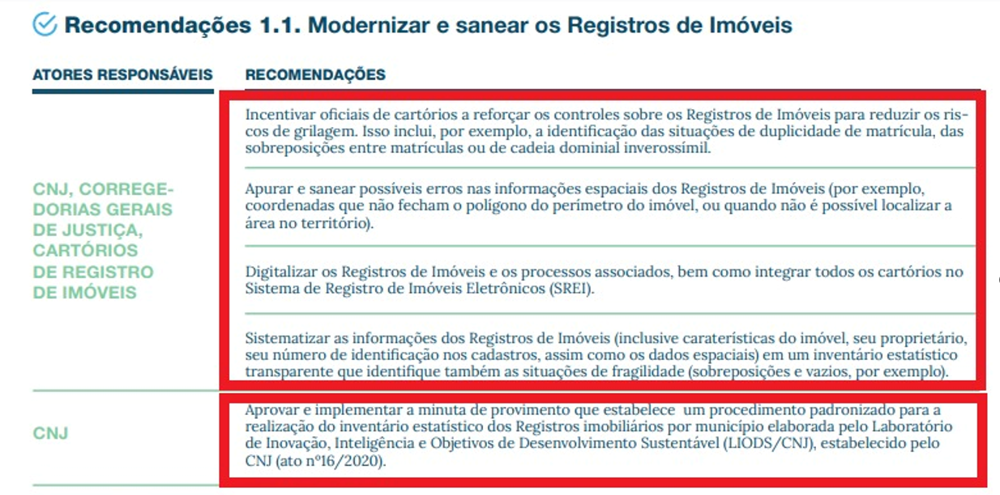 Recomendações 1.1. Modernizar e sanear os Registros de Imóveis
ATORES RESPONSÁVEIS
RECOMENDAÇÕES
CNJ, CORREGE-
DORIAS GERAIS
DE JUSTIÇA,
CARTÓRIOS
DE REGISTRO
DE IMÓVEIS
Incentivar oficiais de cartórios a reforçar os controles sobre os Registros de Imóveis para reduzir os ris-
cos de grilagem. Isso inclui, por exemplo, a identificação das situações de duplicidade de matrícula, das
sobreposições entre matrículas ou de cadeia dominial inverossímil.
Apurar e sanear possíveis erros nas informações espaciais dos Registros de Imóveis (por exemplo,
coordenadas que não fecham o polígono do perímetro do imóvel, ou quando não é possível localizar a
área no território).
Digitalizar os Registros de Imóveis e os processos associados, bem como integrar todos os cartórios no
Sistema de Registro de Imóveis Eletrônicos (SREI).
Sistematizar as informações dos Registros de Imóveis (inclusive caraterísticas do imóvel, seu proprietário,
seu número de identificação nos cadastros, assim como os dados espaciais) em um inventário estatístico
transparente que identifique também as situações de fragilidade (sobreposições e vazios, por exemplo).
CNJ
Aprovar e implementar a minuta de provimento que estabelece um procedimento padronizado para a
realização do inventário estatístico dos Registros imobiliários por município elaborada pelo Laboratório
de Inovação, Inteligência e Objetivos de Desenvolvimento Sustentável (LIODS/CNJ), estabelecido pelo
CNJ (ato nº16/2020).